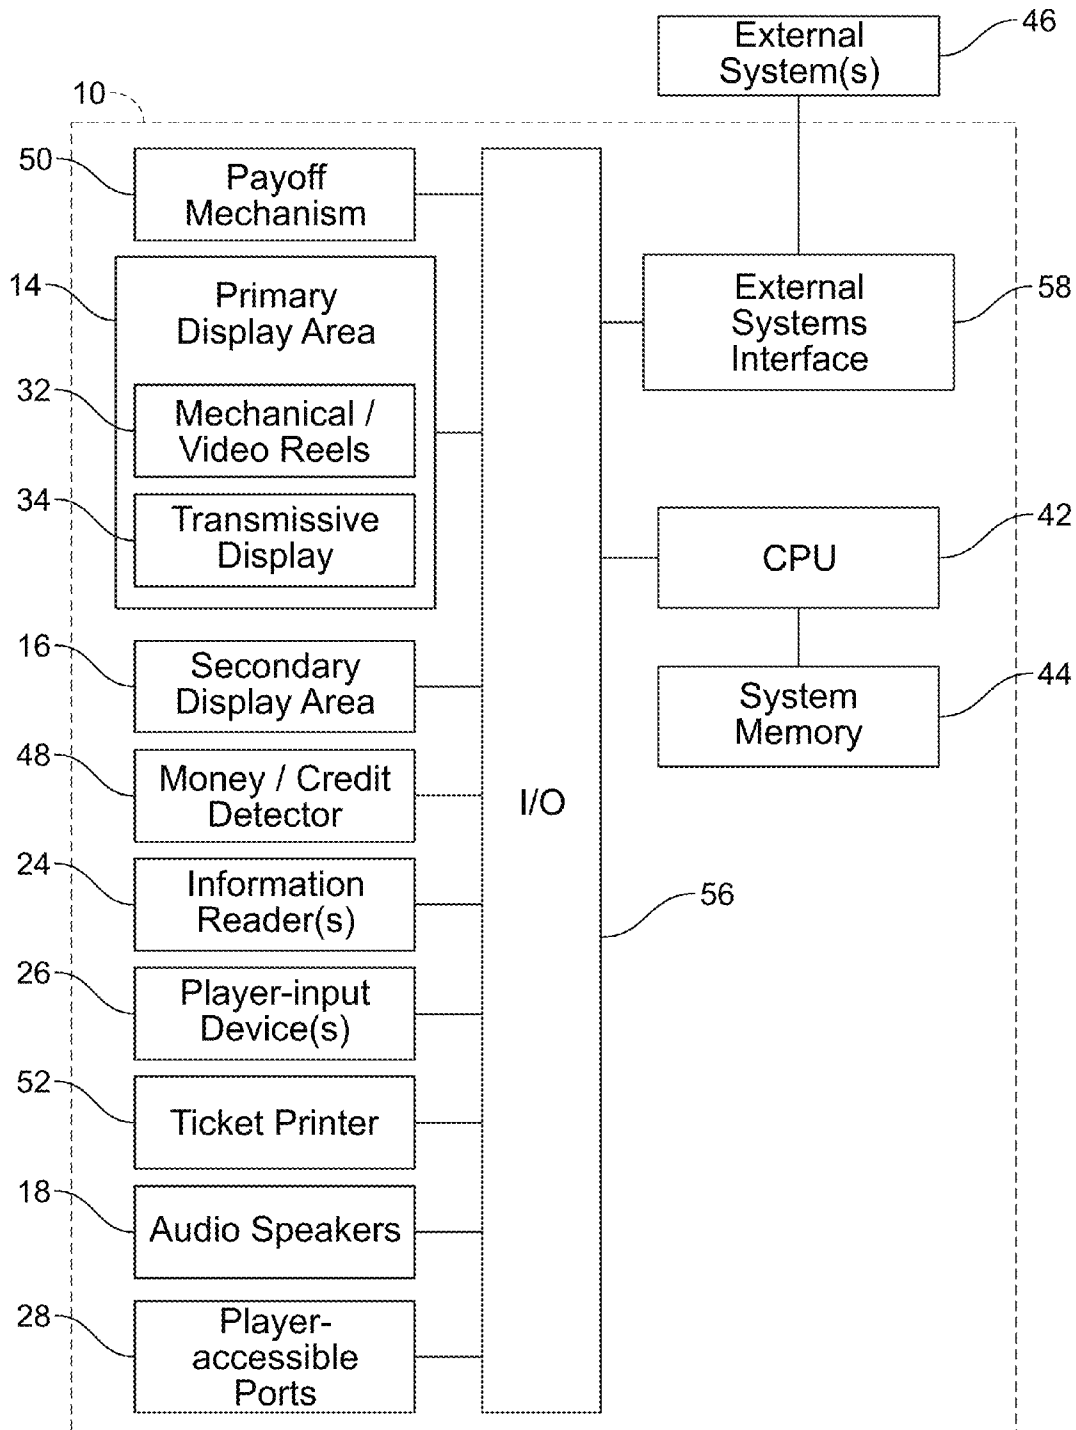 External
System(s)
46
10
50
Payoff
Mechanism
14
Primary
Display Area
32
Mechanical /
Video Reels
34
Transmissive
Display
16
Secondary
Display Area
48
Money / Credit
Detector
24
Information
Reader(s)
26
Player-input
Device(s)
52
Ticket Printer
18
Audio Speakers
28
Player-
accessible
Ports
I/O
56
External
Systems
Interface
58
CPU
42
System
Memory
44